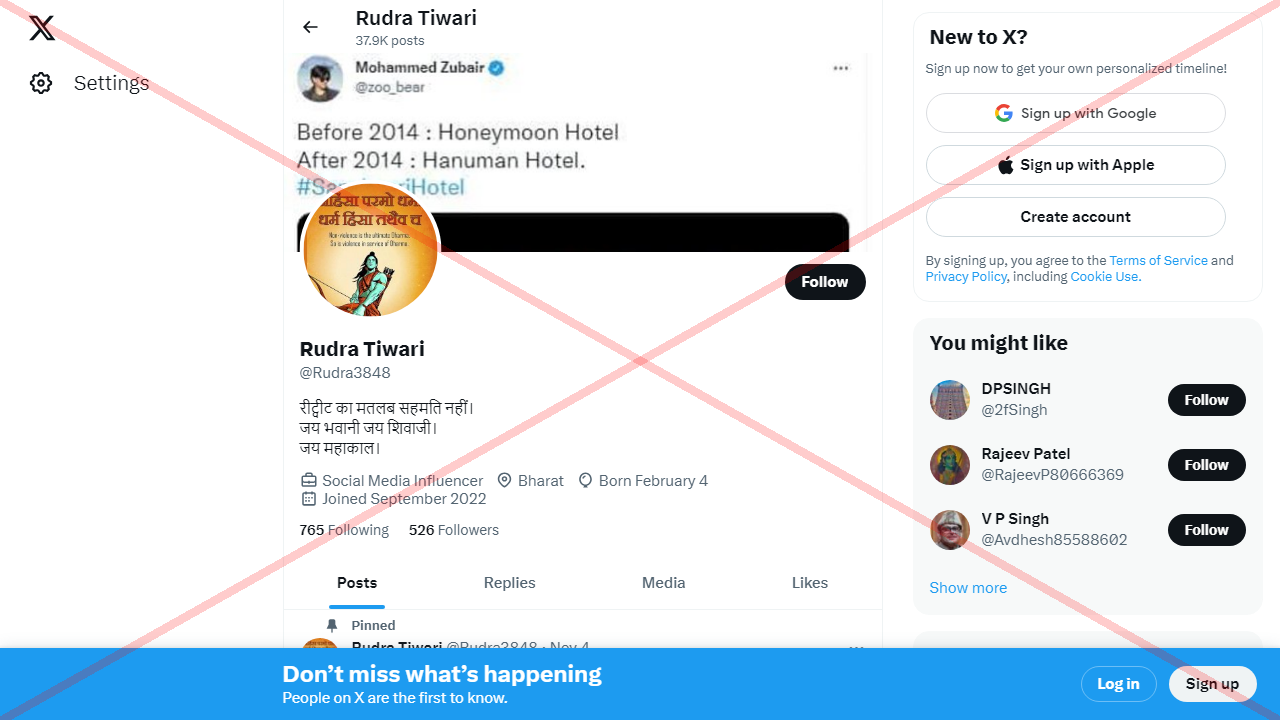 Settings
Rudra Tiwari
37.9K posts
Mohammed Zubair
@zoo_bear
Before 2014 : Honeymoon Hotel
After 2014 : Hanuman Hotel.
धर्म हिंसा तथैव च
Non-violence is the ultimate Dharma.
So is violence in service of Dharma.
Follow
Rudra Tiwari
@Rudra3848
रीट्वीट का मतलब सहमति नहीं।
जय भवानी जय शिवाजी।
जय महाकाल।
Social Media Influencer Bharat Born February 4
Joined September 2022
765 Following 526 Followers
Posts Replies Media Likes
Pinned
Rudra Tiwari @Rudra3848 · Nov 4
New to X?
Sign up now to get your own personalized timeline!
Sign up with Google
Sign up with Apple
Create account
By signing up, you agree to the Terms of Service and
Privacy Policy, including Cookie Use.
You might like
DPSINGH
@2fSingh
Follow
Rajeev Patel
@RajeevP80666369
Follow
V P Singh
@Avdhesh85588602
Follow
Show more
Don’t miss what’s happening
People on X are the first to know.
Log in
Sign up